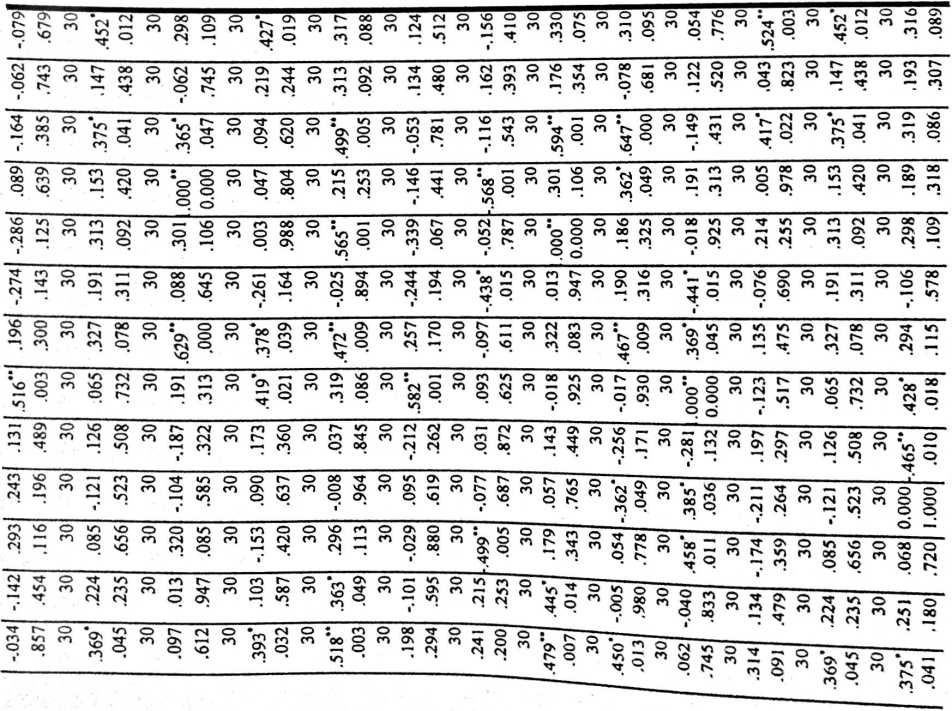 -.034 -.142 .293 .243 .131 .516** .196 -.274 -.286 .089 -.164 -.062 -.079
.857 .454 .116 .196 .489 .003 .300 .143 .125 .639 .385 .743 .679
30 30 30 30 30 30 30 30 30 30 30 30 30
.369* .224 .085 -.121 .126 .065 .327 .191 .313 .153 .375* .147 .452*
.045 .235 .656 .523 .508 .732 .078 .311 .092 .420 .041 .438 .012
30 30 30 30 30 30 30 30 30 30 30 30 30
.097 .013 .320 -.104 -.187 .191 .629** .088 .301 1.000** .365* -.062 .298
.612 .947 .085 .585 .322 .313 .000 .645 .106 0.000 .047 .745 .109
30 30 30 30 30 30 30 30 30 30 30 30 30
.393* .103 -.153 .090 .173 .419* .378* -.261 .003 .047 .094 .219 .427*
.032 .587 .420 .637 .360 .021 .039 .164 .988 .804 .620 .244 .019
30 30 30 30 30 30 30 30 30 30 30 30 30
.518** .363* .296 -.008 .037 .319 .472** -.025 .565** .215 .499** .313 .317
.003 .049 .113 .964 .845 .086 .009 .894 .001 .253 .005 .092 .088
30 30 30 30 30 30 30 30 30 30 30 30 30
.198 -.101 -.029 .095 -.212 .582** .257 -.244 -.339 -.146 -.053 .134 .124
.294 .595 .880 .619 .262 .001 .170 .194 .067 .441 .781 .480 .512
30 30 30 30 30 30 30 30 30 30 30 30 30
.241 .215 .499** -.077 .031 .093 -.097 -.438* -.052 -.568** -.116 .162 -.156
.200 .253 .005 .687 .872 .625 .611 .015 .787 .001 .543 .393 .410
30 30 30 30 30 30 30 30 30 30 30 30 30
.479** .445* .179 .057 .143 -.018 .322 .013 1.000** .301 .594** .176 .330
.007 .014 .343 .765 .449 .925 .083 .947 0.000 .106 .001 .354 .075
30 30 30 30 30 30 30 30 30 30 30 30 30
.450* -.005 .054 -.362* -.256 -.017 .467** .190 .186 .362* .647** -.078 .310
.013 .980 .778 .049 .171 .930 .009 .316 .325 .049 .000 .681 .095
30 30 30 30 30 30 30 30 30 30 30 30 30
.062 -.040 .458* .385* -.281 1.000** .369* -.441* -.018 .191 -.149 .122 .054
.745 .833 .011 .036 .132 0.000 .045 .015 .925 .313 .431 .520 .776
30 30 30 30 30 30 30 30 30 30 30 30 30
.314 .134 -.174 -.211 .197 -.123 .135 -.076 .214 .005 .417* .043 .524**
.091 .479 .359 .264 .297 .517 .475 .690 .255 .978 .022 .823 .003
30 30 30 30 30 30 30 30 30 30 30 30 30
.369* .224 .085 -.121 .126 .065 .327 .191 .313 .153 .375* .147 .452*
.045 .235 .656 .523 .508 .732 .078 .311 .092 .420 .041 .438 .012
30 30 30 30 30 30 30 30 30 30 30 30 30
.375* .251 .068 0.000 -.465** .428* .294 -.106 .298 .189 .319 .193 .316
.041 .180 .720 1.000 .010 .018 .115 .578 .109 .318 .086 .307 .089